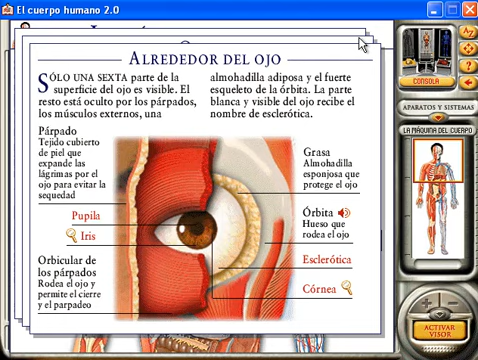 El cuerpo humano 2.0
ALREDEDOR DEL OJO
SÓLO UNA SEXTA parte de la
superficie del ojo es visible. El
resto está oculto por los párpados,
los músculos externos, una
almohadilla adiposa y el fuerte
esqueleto de la órbita. La parte
blanca y visible del ojo recibe el
nombre de esclerótica.
Párpado
Tejido cubierto
de piel que
expande las
lágrimas por el
ojo para evitar la
sequedad
Pupila
Iris
Orbicular de
los párpados
Rodea el ojo y
permite el cierre
y el parpadeo
Grasa
Almohadilla
esponjosa que
protege el ojo
Órbita
Hueso que
rodea el ojo
Esclerótica
Córnea
CONSOLA
APARATOS Y SISTEMAS
LA MÁQUINA DEL CUERPO
ACTIVAR
VISOR